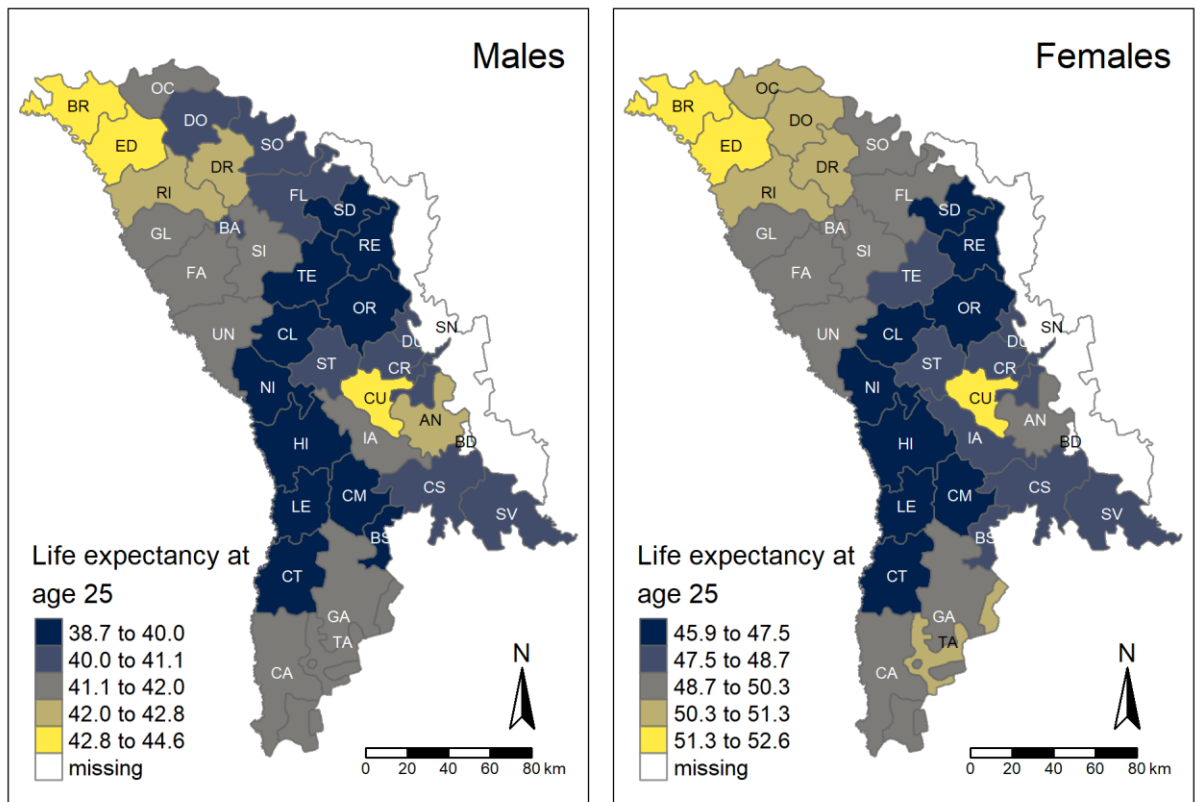 Males
OC
BR
DO
ED
SO
DR
RI
FL
SD
BA
GL
RE
SI
FA
TE
OR
SN
UN
CL
DU
ST
CR
NI
CU
AN
IA
BD
HI
CM
CS
LE
SV
BS
CT
GA
TA
CA
Life expectancy at
age 25
38.7 to 40.0
40.0 to 41.1
41.1 to 42.0
42.0 to 42.8
42.8 to 44.6
missing
N
0 20 40 60 80 km
Females
OC
BR
DO
ED
SO
DR
RI
FL
SD
BA
GL
RE
SI
FA
TE
OR
SN
UN
CL
DU
ST
CR
NI
CU
AN
IA
BD
HI
CM
CS
LE
SV
BS
CT
GA
TA
CA
Life expectancy at
age 25
45.9 to 47.5
47.5 to 48.7
48.7 to 50.3
50.3 to 51.3
51.3 to 52.6
missing
N
0 20 40 60 80 km